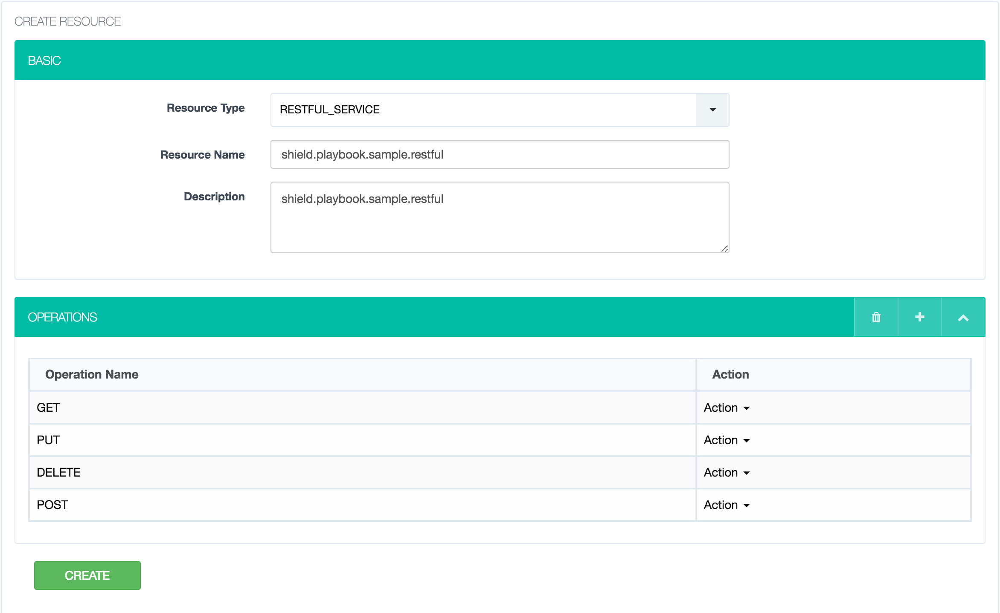 CREATE RESOURCE
BASIC
Resource Type RESTFUL_SERVICE
Resource Name shield.playbook.sample.restful
Description shield.playbook.sample.restful
OPERATIONS
Operation Name Action
GET Action
PUT Action
DELETE Action
POST Action
CREATE